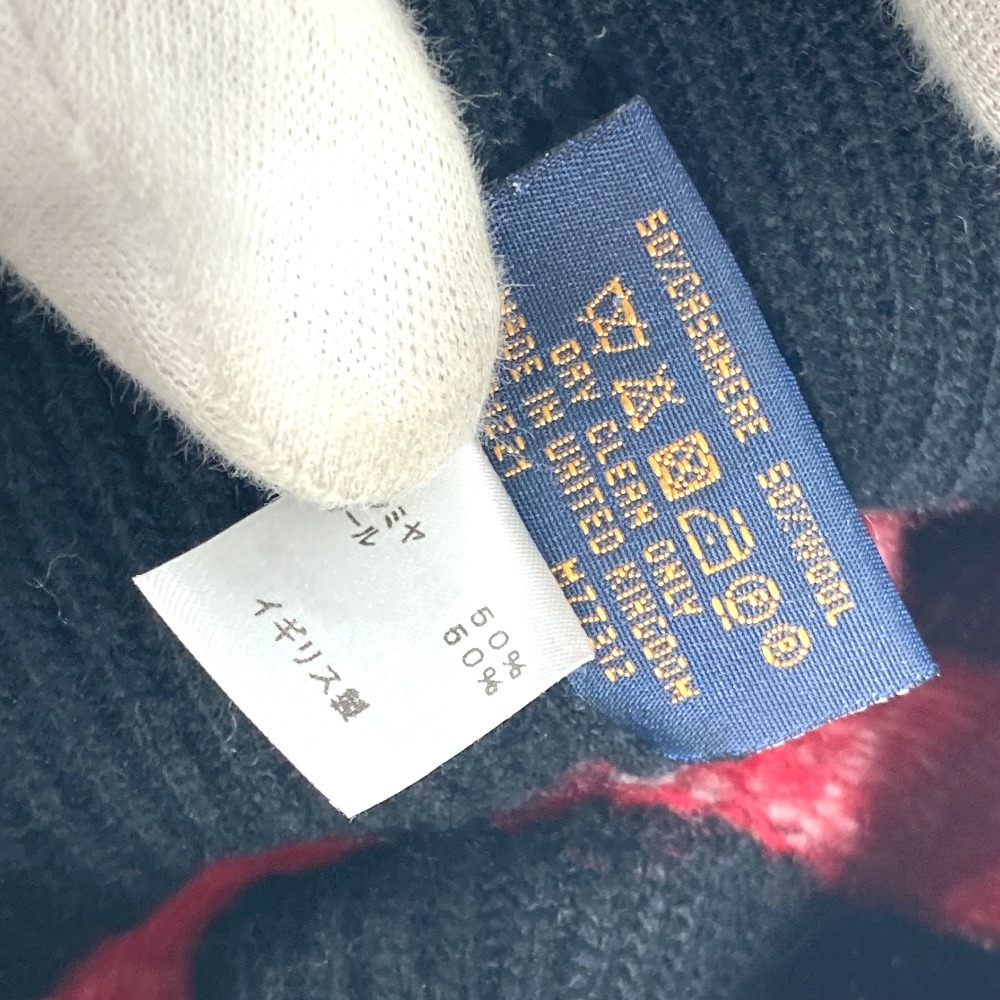 50%CASHMERE 50%WOOL
DRY CLEAN ONLY
MADE IN UNITED KINGDOM
1221 M77312
ミヤ 50%
ール 50%
イギリス製